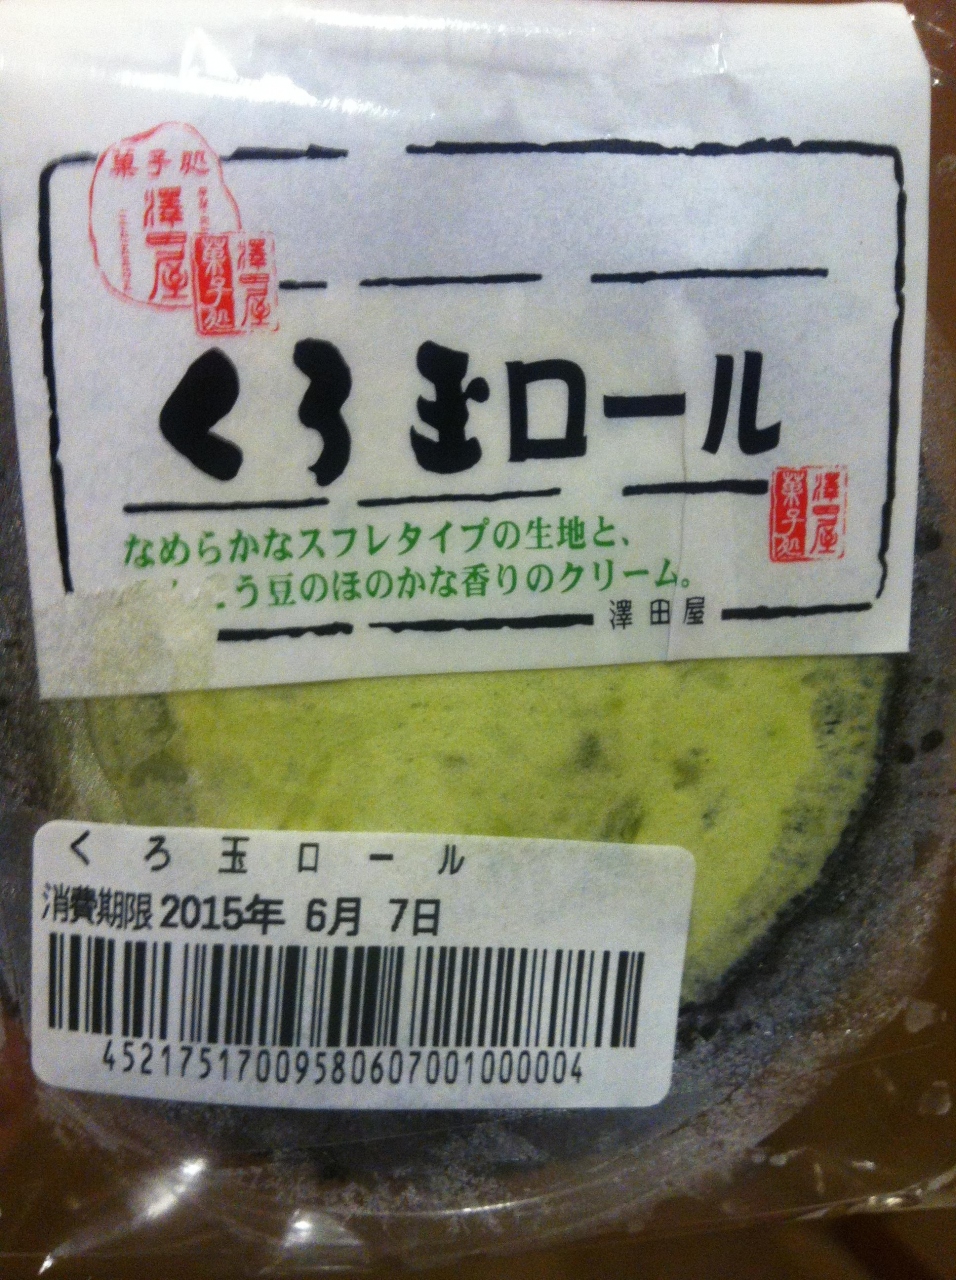 菓子処
澤田屋
澤田屋
菓子処
くろ玉ロール
澤田屋
菓子処
なめらかなスフレタイプの生地と、
う豆のほのかな香りのクリーム。
澤田屋
くろ玉ロール
消費期限 2015年 6月 7日
45217517009580607001000004